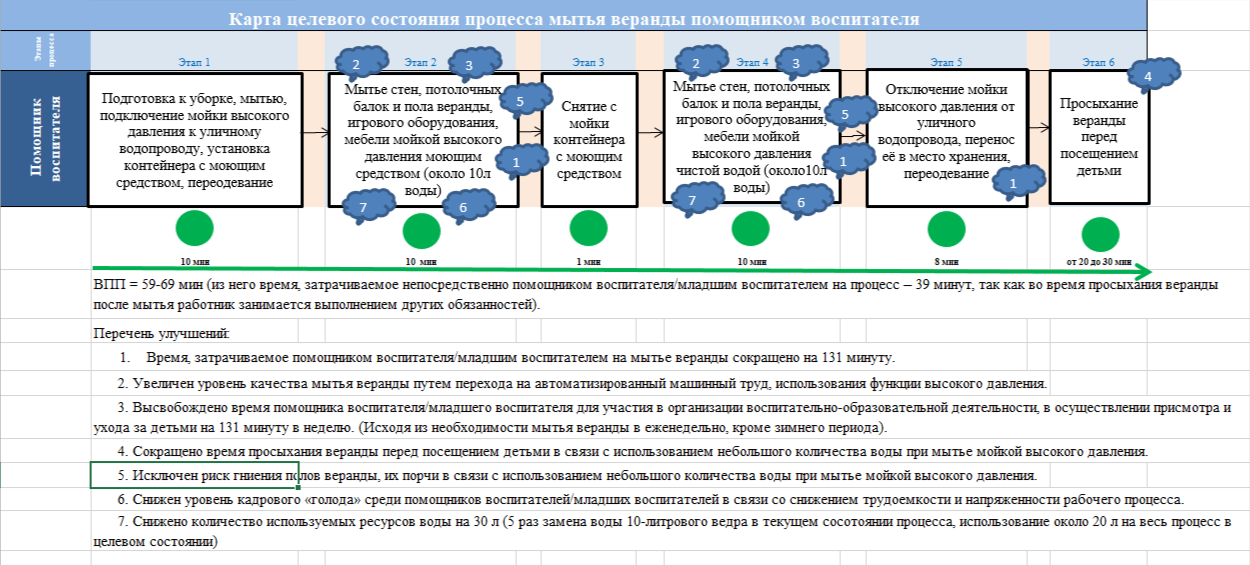 Карта целевого состояния процесса мытья веранды помощником воспитателя
Этапы
процесса
Этап 1
Этап 2
Этап 3
Этап 4
Этап 5
Этап 6
Помощник
воспитателя
Подготовка к уборке, мытью,
подключение мойки высокого
давления к уличному
водопроводу, установка
контейнера с моющим
средством, переодевание
2
3
Мытье стен, потолочных
балок и пола веранды,
игрового оборудования,
мебели мойкой высокого
давления моющим
средством (около 10л
воды)
5
1
7
6
Снятие с
мойки
контейнера
с моющим
средством
2
3
Мытье стен, потолочных
балок и пола веранды,
игрового оборудования,
мебели мойкой
высокого давления
чистой водой (около10л
воды)
5
1
7
6
Отключение мойки
высокого давления от
уличного
водопровода, перенос
её в место хранения,
переодевание
1
4
Просыхание
веранды
перед
посещением
детьми
10 мин
10 мин
1 мин
10 мин
8 мин
от 20 до 30 мин
ВПП = 59-69 мин (из него время, затрачиваемое непосредственно помощником воспитателя/младшим воспитателем на процесс – 39 минут, так как во время просыхания веранды
после мытья работник занимается выполнением других обязанностей).
Перечень улучшений:
1. Время, затрачиваемое помощником воспитателя/младшим воспитателем на мытье веранды сокращено на 131 минуту.
2. Увеличен уровень качества мытья веранды путем перехода на автоматизированный машинный труд, использования функции высокого давления.
3. Высвобождено время помощника воспитателя/младшего воспитателя для участия в организации воспитательно-образовательной деятельности, в осуществлении присмотра и
ухода за детьми на 131 минуту в неделю. (Исходя из необходимости мытья веранды в еженедельно, кроме зимнего периода).
4. Сокращено время просыхания веранды перед посещением детьми в связи с использованием небольшого количества воды при мытье мойкой высокого давления.
5. Исключен риск гниения полов веранды, их порчи в связи с использованием небольшого количества воды при мытье мойкой высокого давления.
6. Снижен уровень кадрового «голода» среди помощников воспитателей/младших воспитателей в связи со снижением трудоемкости и напряженности рабочего процесса.
7. Снижено количество используемых ресурсов воды на 30 л (5 раз замена воды 10-литрового ведра в текущем сосотоянии процесса, использование около 20 л на весь процесс в
целевом состоянии)